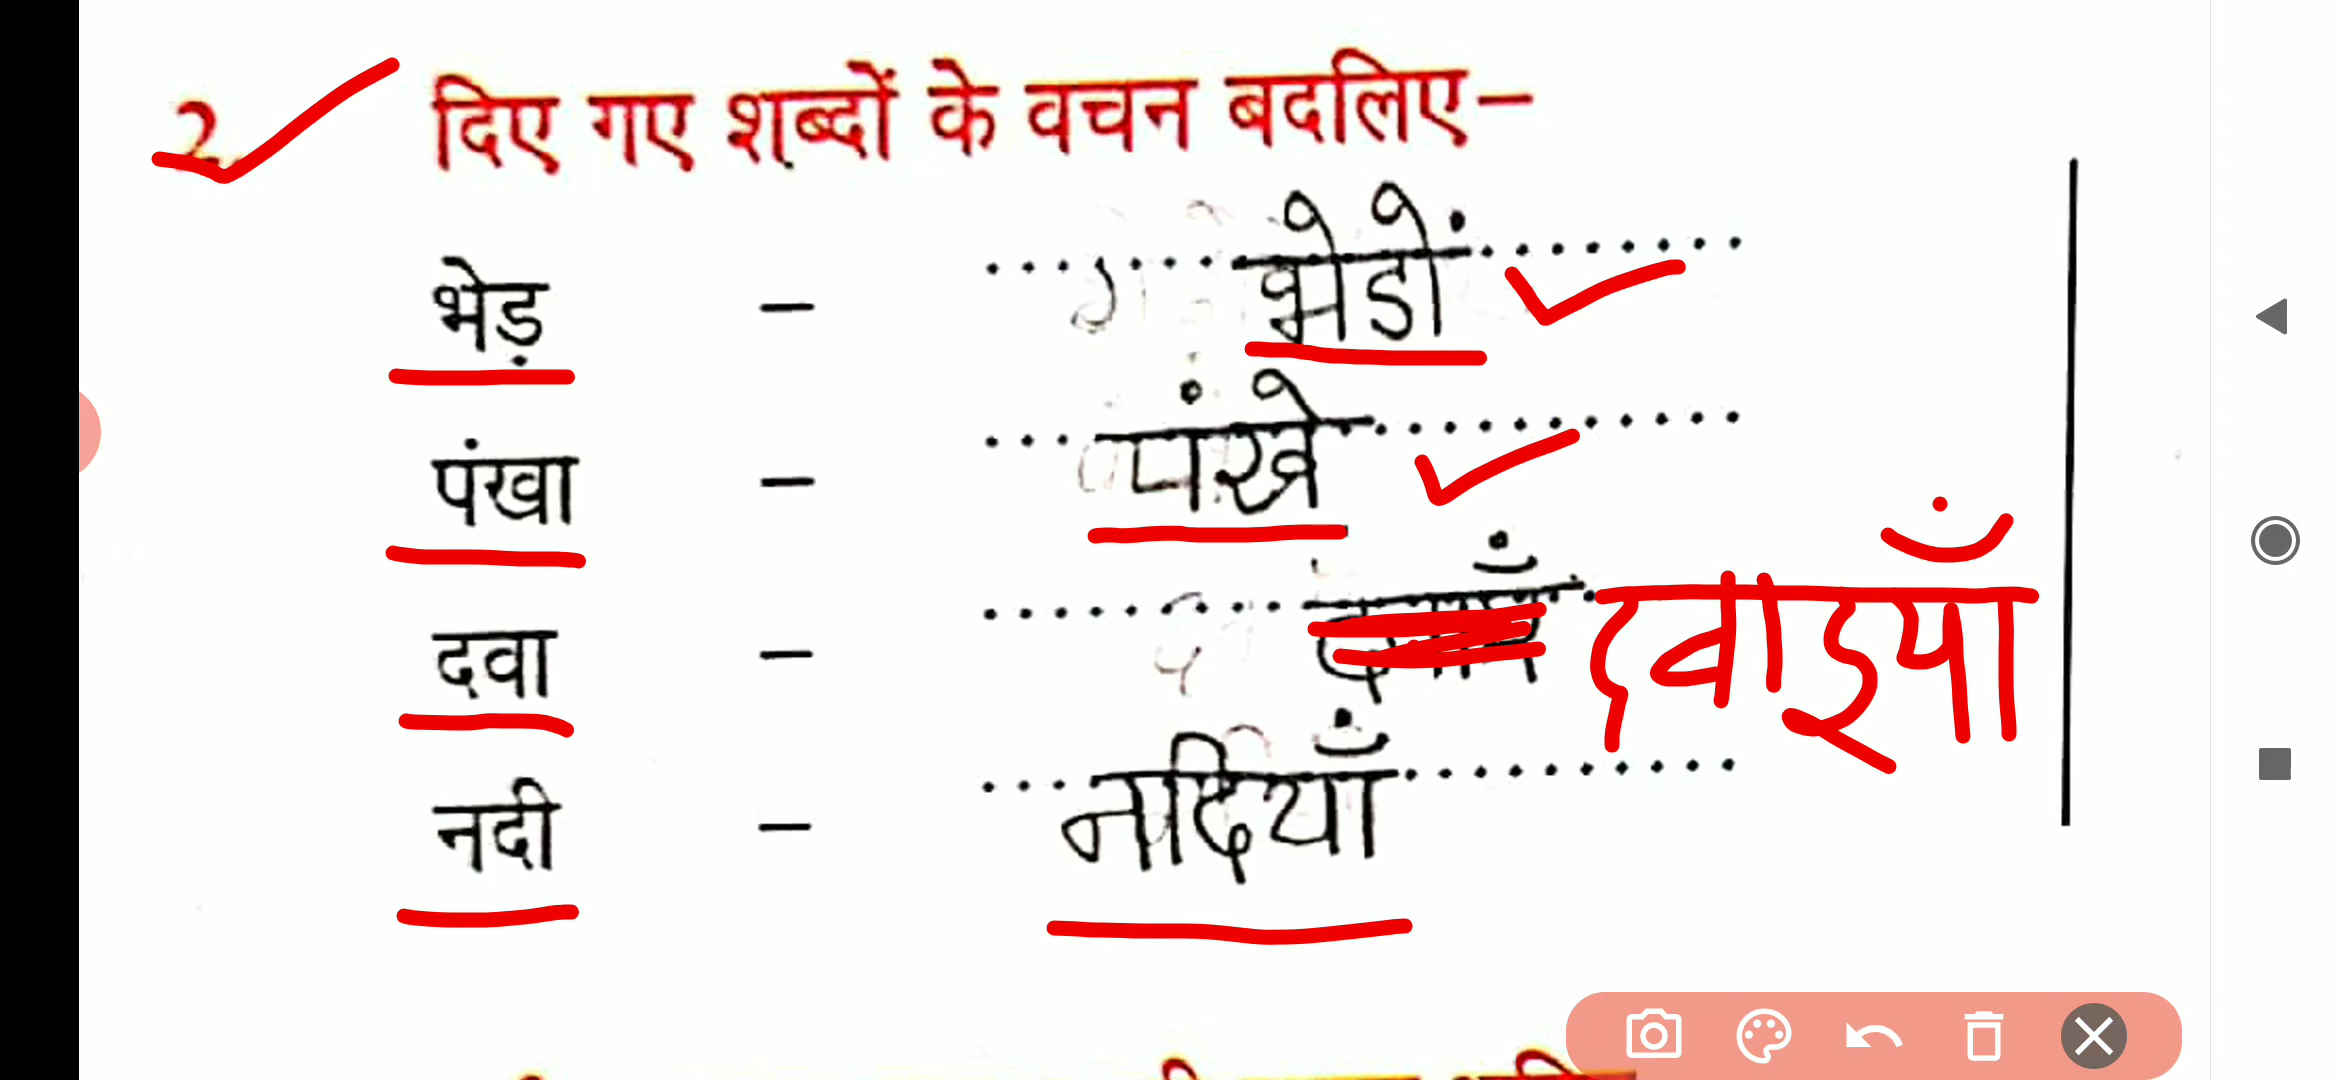 2. दिए गए शब्दों के वचन बदलिए–
भेड़ – भेडों
पंखा – पंखे
दवा – दवाइयाँ
नदी – नदियाँ